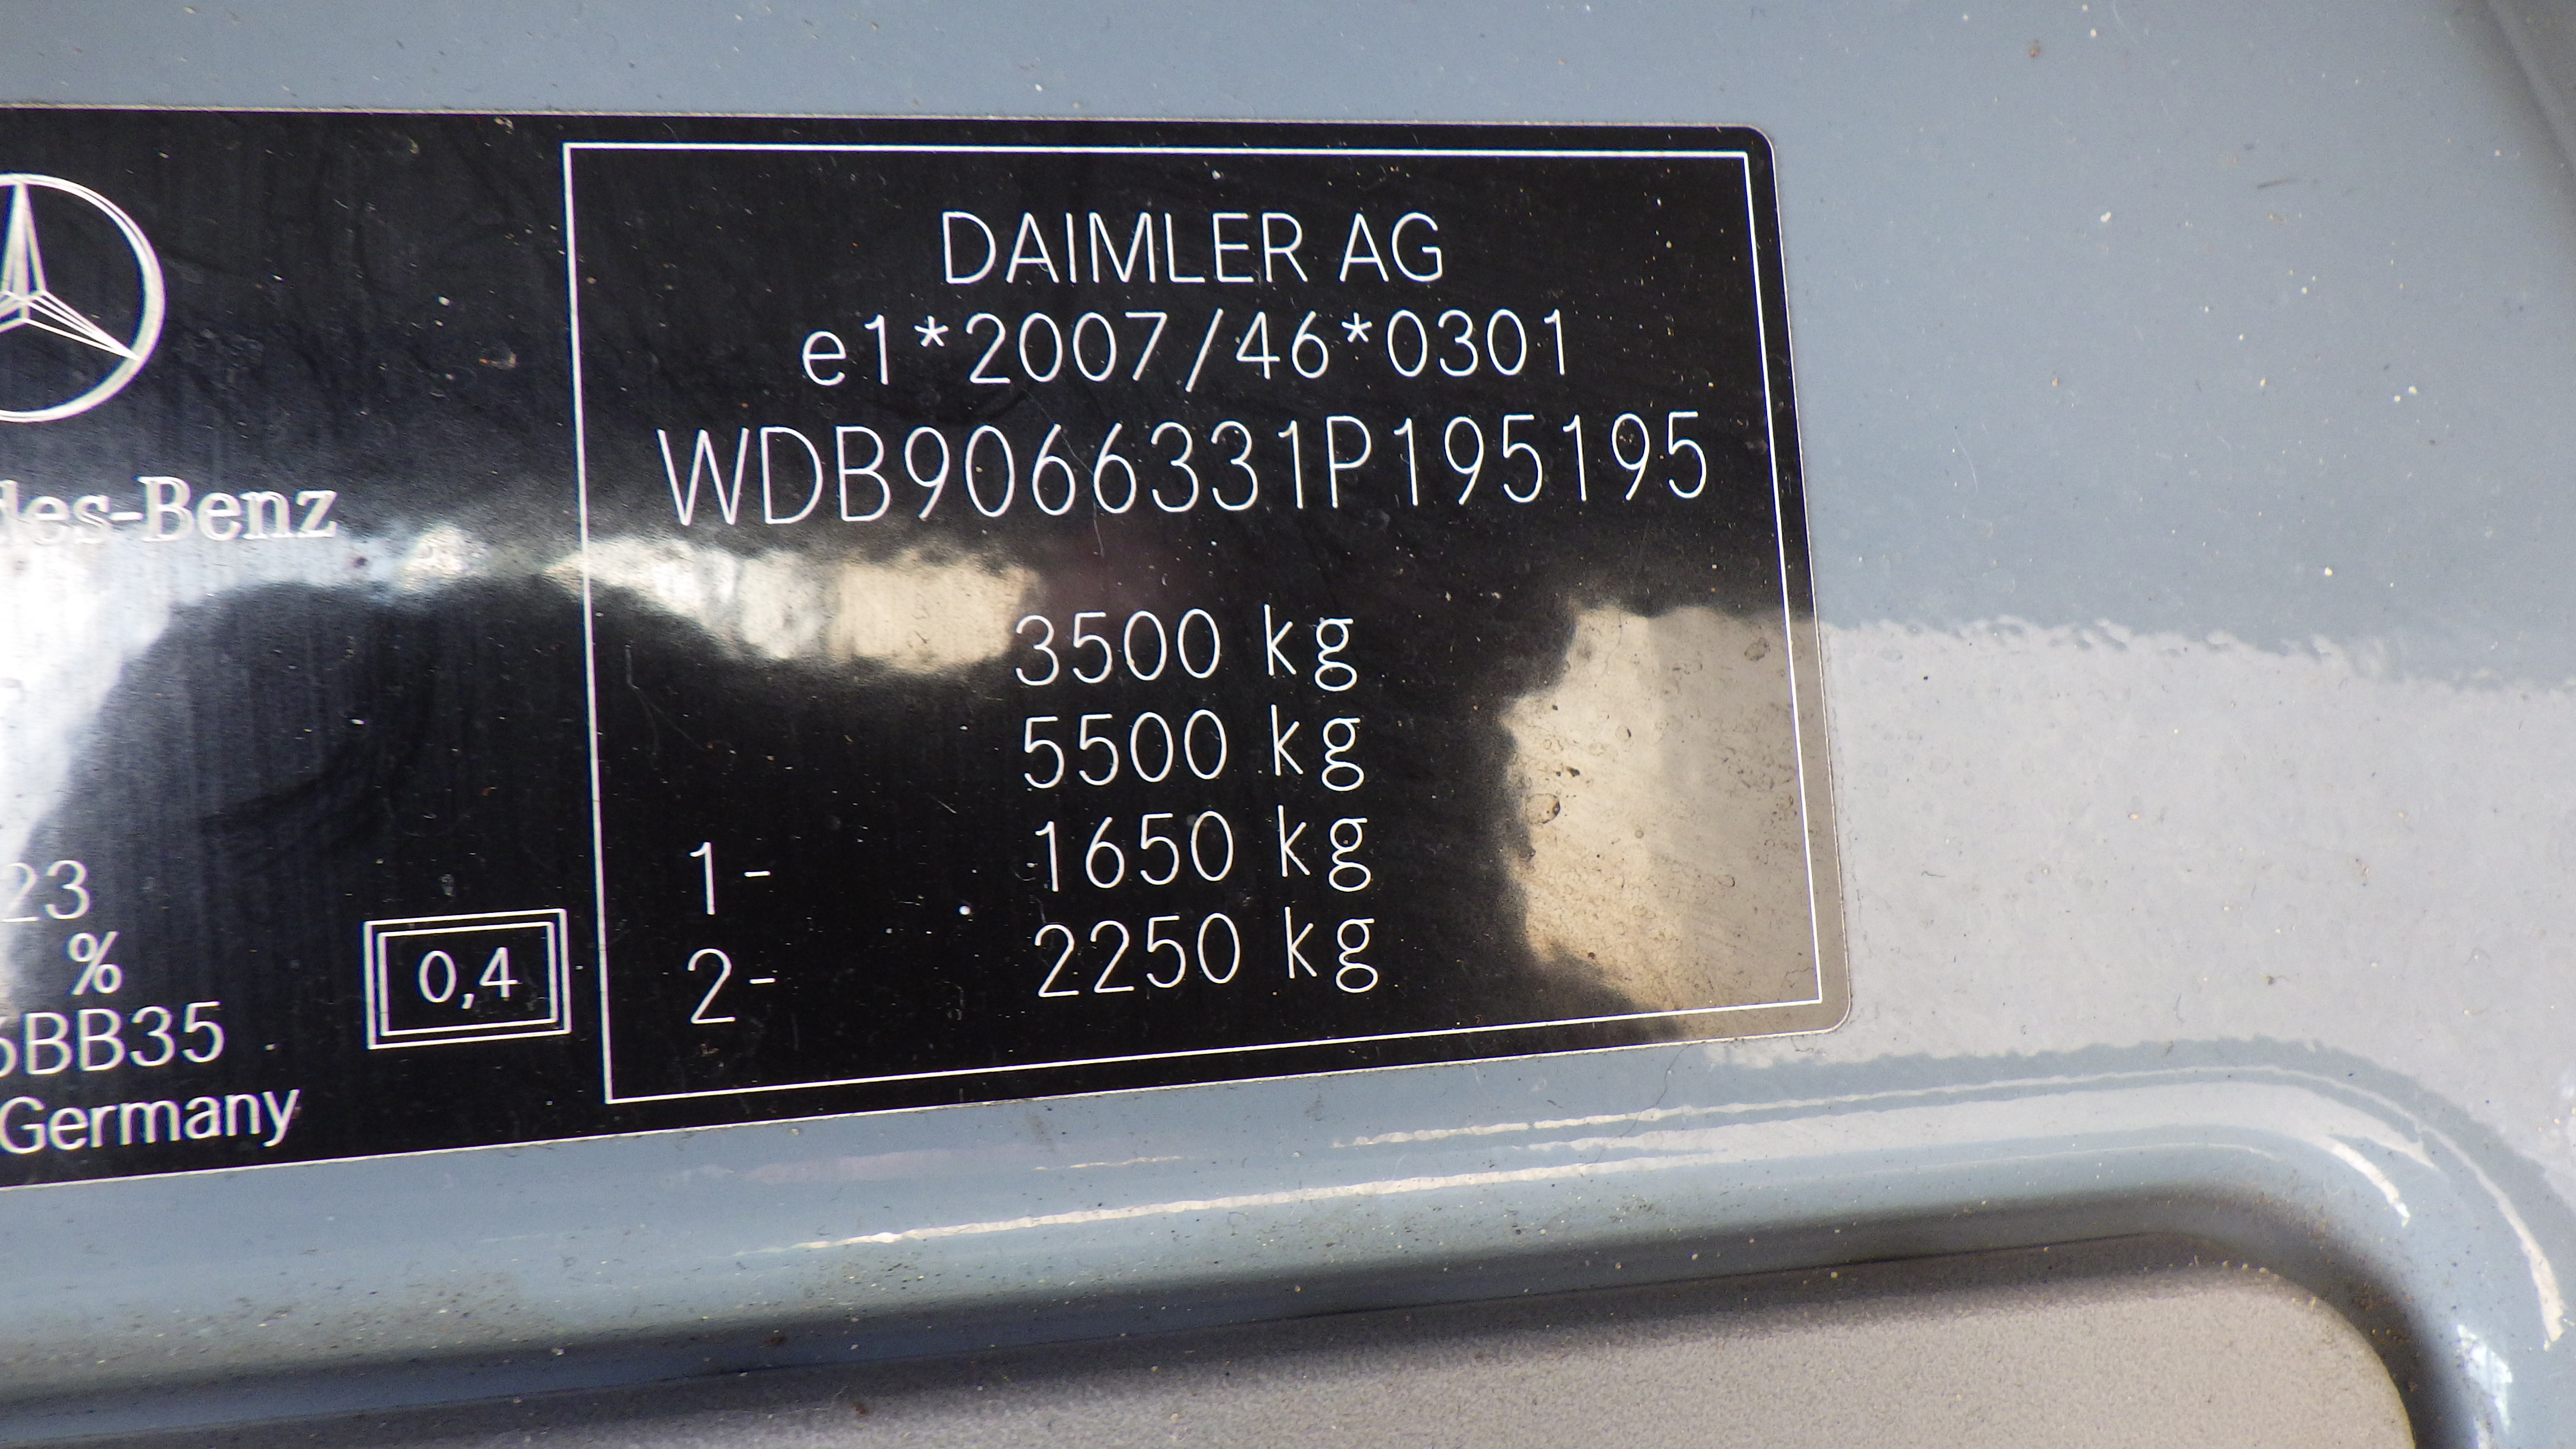 des-Benz
23
%
6BB35
Germany
0,4
DAIMLER AG
e1*2007/46*0301
WDB9066331P195195
3500 kg
5500 kg
1- 1650 kg
2- 2250 kg